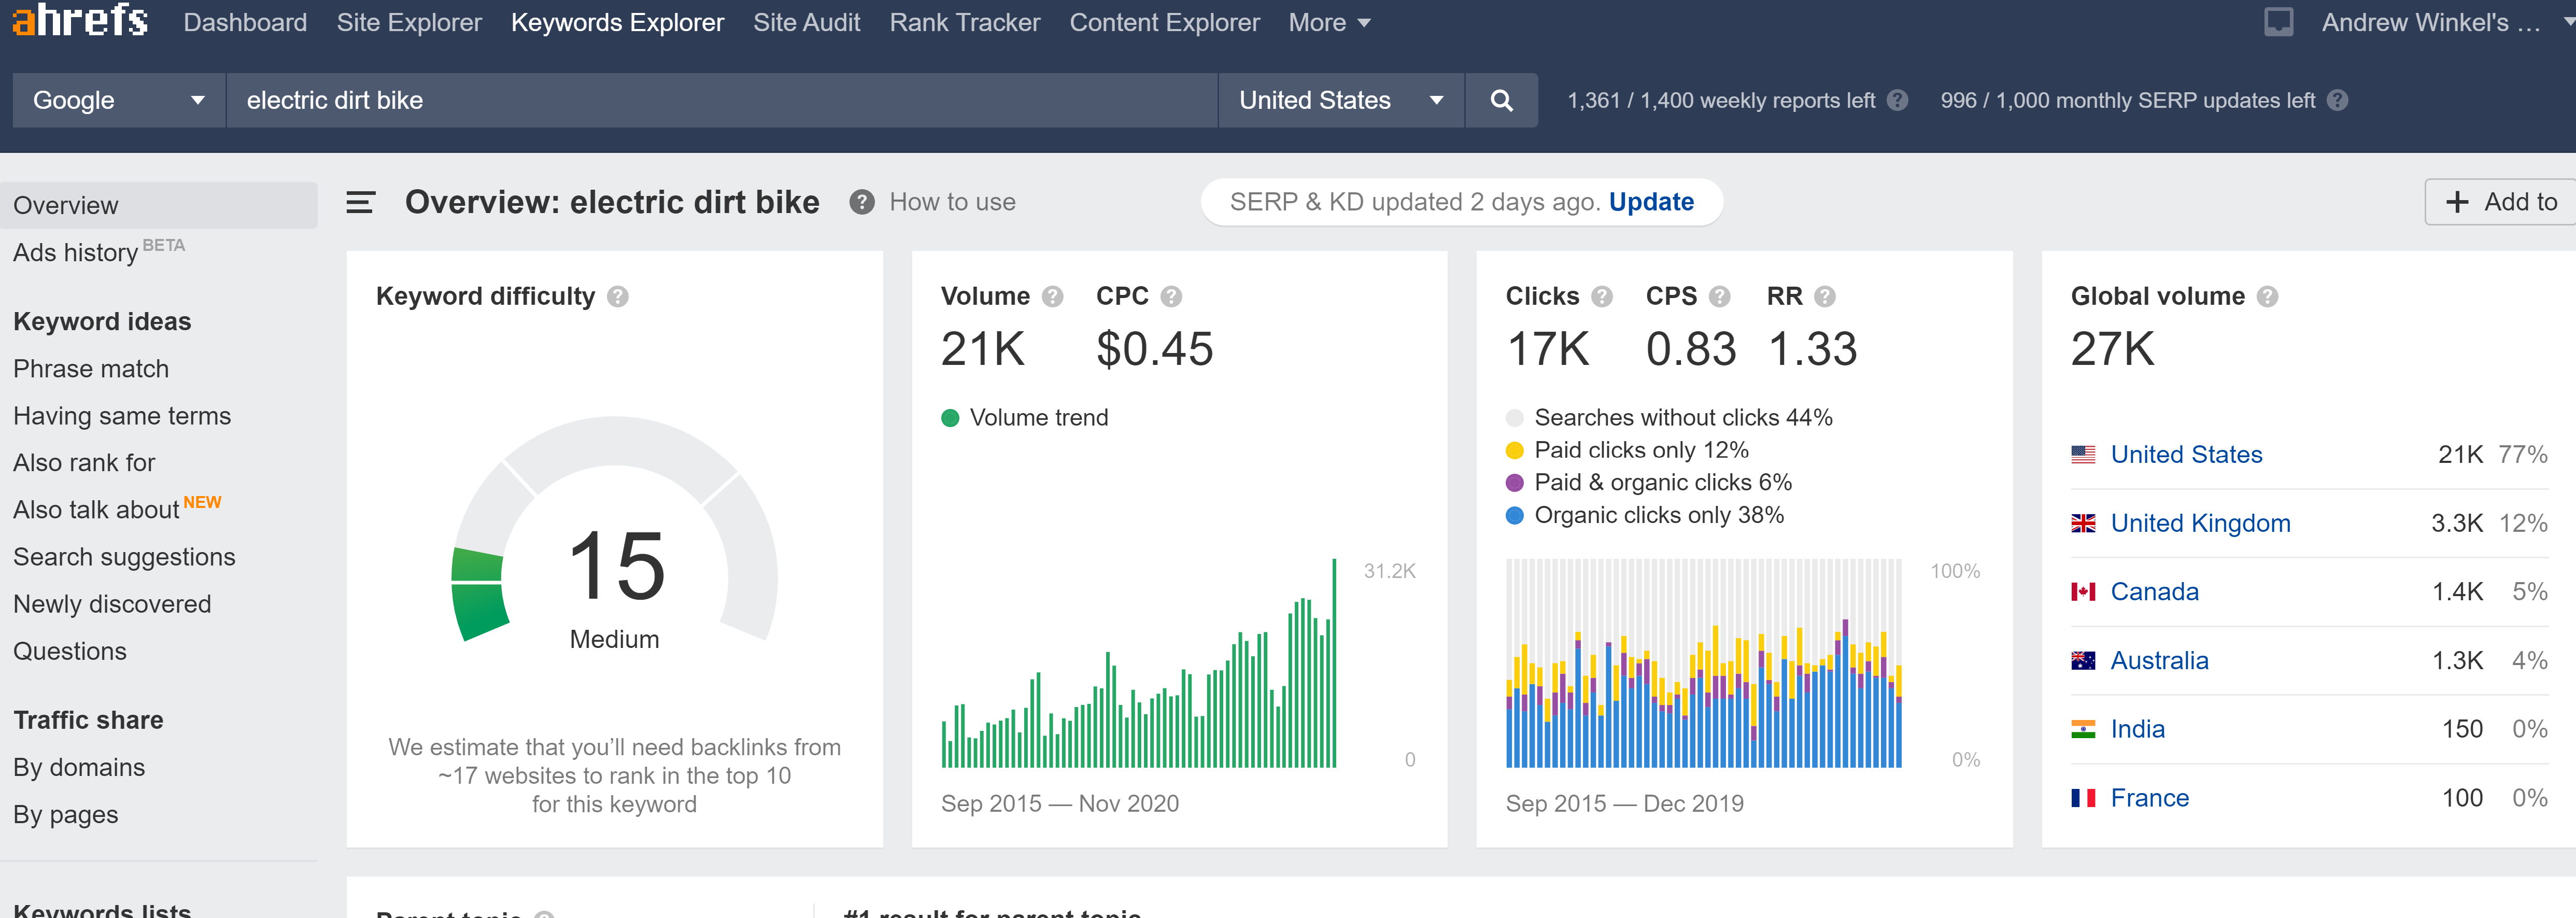 ahrefs Dashboard Site Explorer Keywords Explorer Site Audit Rank Tracker Content Explorer More Andrew Winkel's ...
Google electric dirt bike United States 1,361 / 1,400 weekly reports left ? 996 / 1,000 monthly SERP updates left ?
Overview
Ads history BETA
Keyword ideas
Phrase match
Having same terms
Also rank for
Also talk about NEW
Search suggestions
Newly discovered
Questions
Traffic share
By domains
By pages
Keywords lists
Overview: electric dirt bike ? How to use SERP & KD updated 2 days ago. Update + Add to
Keyword difficulty ?
15
Medium
We estimate that you’ll need backlinks from
~17 websites to rank in the top 10
for this keyword
Volume ? CPC ?
21K $0.45
Volume trend
31.2K
0
Sep 2015 — Nov 2020
Clicks ? CPS ? RR ?
17K 0.83 1.33
Searches without clicks 44%
Paid clicks only 12%
Paid & organic clicks 6%
Organic clicks only 38%
100%
0%
Sep 2015 — Dec 2019
Global volume ?
27K
United States 21K 77%
United Kingdom 3.3K 12%
Canada 1.4K 5%
Australia 1.3K 4%
India 150 0%
France 100 0%
Parent topic ? #1 result for parent topic